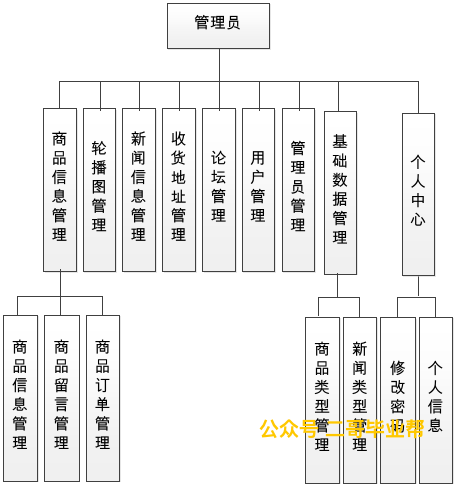 管理员
商品信息管理
轮播图管理
新闻信息管理
收货地址管理
论坛管理
用户管理
管理员管理
基础数据管理
个人中心
商品信息管理
商品留言管理
商品订单管理
商品类型管理
新闻类型管理
修改密码
个人信息
公众号 二哥毕业帮